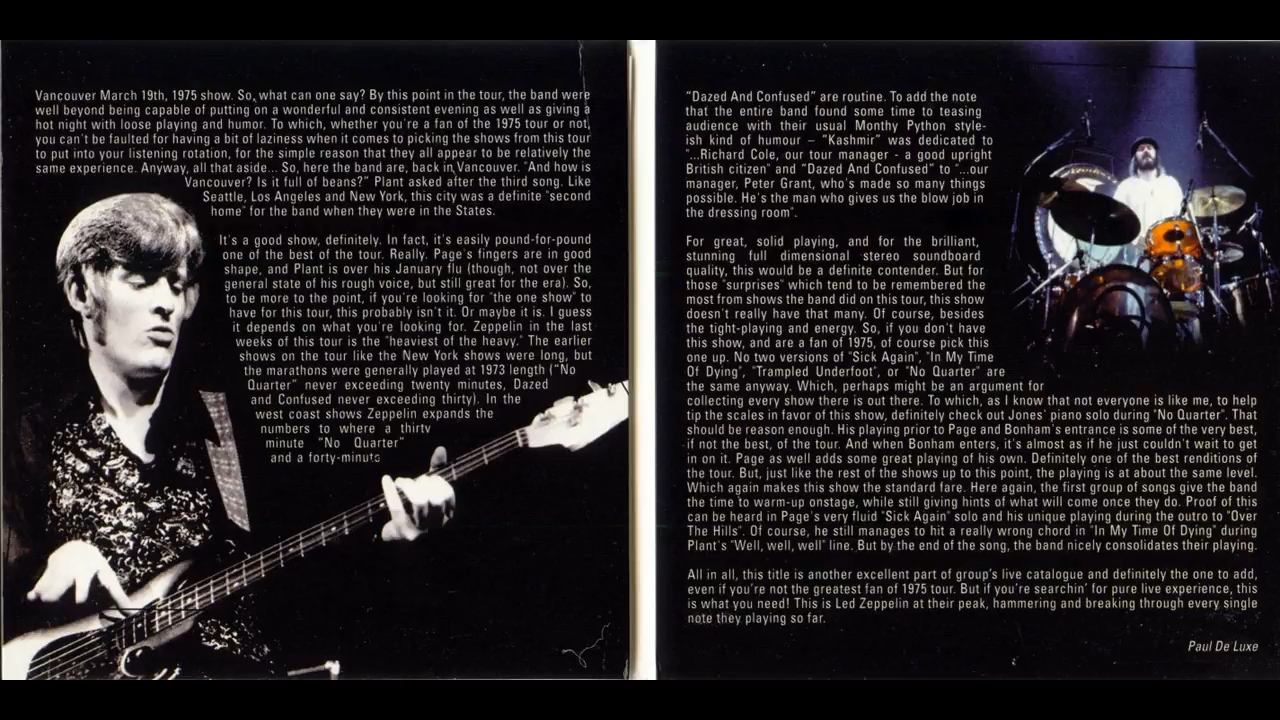 Vancouver March 19th, 1975 show. So, what can one say? By this point in the tour, the band were
well beyond being capable of putting on a wonderful and consistent evening as well as giving a
hot night with loose playing and humor. To which, whether you're a fan of the 1975 tour or not,
you can't be faulted for having a bit of laziness when it comes to picking the shows from this tour
to put into your listening rotation, for the simple reason that they all appear to be relatively the
same experience. Anyway, all that aside... So, here the band are, back in Vancouver. "And how is
Vancouver? Is it full of beans?" Plant asked after the third song. Like
Seattle, Los Angeles and New York, this city was a definite "second
home" for the band when they were in the States.
It's a good show, definitely. In fact, it's easily pound-for-pound
one of the best of the tour. Really. Page's fingers are in good
shape, and Plant is over his January flu (though, not over the
general state of his rough voice, but still great for the era). So,
to be more to the point, if you're looking for "the one show" to
have for this tour, this probably isn't it. Or maybe it is. I guess
it depends on what you're looking for. Zeppelin in the last
weeks of this tour is the "heaviest of the heavy." The earlier
shows on the tour like the New York shows were long, but
the marathons were generally played at 1973 length ("No
Quarter" never exceeding twenty minutes, Dazed
and Confused never exceeding thirty). In the
west coast shows Zeppelin expands the
numbers to where a thirty
minute "No Quarter"
and a forty-minute
"Dazed And Confused" are routine. To add the note
that the entire band found some time to teasing
audience with their usual Monthy Python style-
ish kind of humour – "Kashmir" was dedicated to
"...Richard Cole, our tour manager - a good upright
British citizen" and "Dazed And Confused" to "...our
manager, Peter Grant, who's made so many things
possible. He's the man who gives us the blow job in
the dressing room".
For great, solid playing, and for the brilliant,
stunning full dimensional stereo soundboard
quality, this would be a definite contender. But for
those "surprises" which tend to be remembered the
most from shows the band did on this tour, this show
doesn't really have that many. Of course, besides
the tight-playing and energy. So, if you don't have
this show, and are a fan of 1975, of course pick this
one up. No two versions of "Sick Again", "In My Time
Of Dying", "Trampled Underfoot", or "No Quarter" are
the same anyway. Which, perhaps might be an argument for
collecting every show there is out there. To which, as I know that not everyone is like me, to help
tip the scales in favor of this show, definitely check out Jones' piano solo during "No Quarter". That
should be reason enough. His playing prior to Page and Bonham's entrance is some of the very best,
if not the best, of the tour. And when Bonham enters, it's almost as if he just couldn't wait to get
in on it. Page as well adds some great playing of his own. Definitely one of the best renditions of
the tour. But, just like the rest of the shows up to this point, the playing is at about the same level.
Which again makes this show the standard fare. Here again, the first group of songs give the band
the time to warm-up onstage, while still giving hints of what will come once they do. Proof of this
can be heard in Page's very fluid "Sick Again" solo and his unique playing during the outro to "Over
The Hills". Of course, he still manages to hit a really wrong chord in "In My Time Of Dying" during
Plant's "Well, well, well" line. But by the end of the song, the band nicely consolidates their playing.
All in all, this title is another excellent part of group's live catalogue and definitely the one to add,
even if you're not the greatest fan of 1975 tour. But if you're searchin' for pure live experience, this
is what you need! This is Led Zeppelin at their peak, hammering and breaking through every single
note they playing so far.
Paul De Luxe